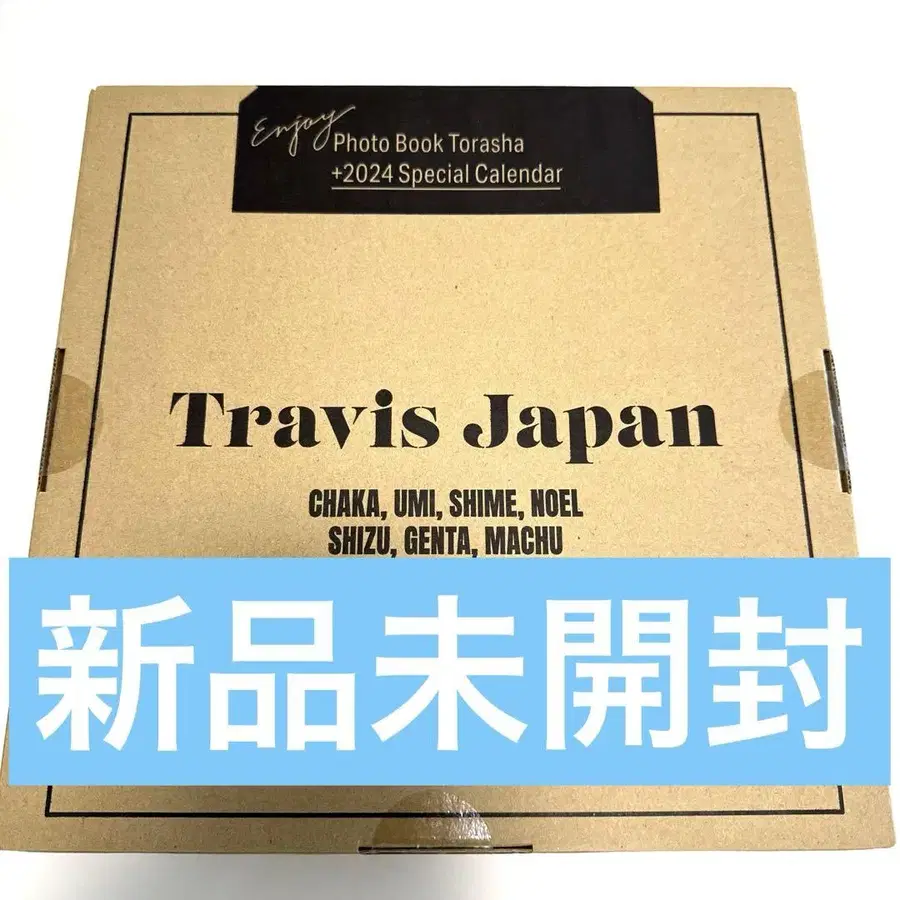 Enjoy
Photo Book Torasha
+2024 Special Calendar
Travis Japan
CHAKA, UMI, SHIME, NOEL
SHIZU, GENTA, MACHU
新品未開封